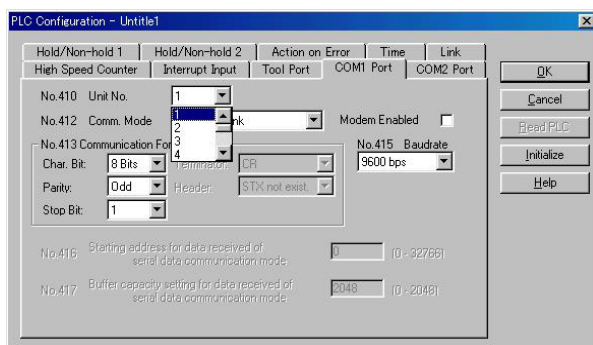 PLC Configuration - Untitle1
Hold/Non-hold 1 Hold/Non-hold 2 Action on Error Time Link
High Speed Counter Interrupt Input Tool Port COM1 Port COM2 Port
No.410 Unit No. 1
1
2
3
4
No.412 Comm. Mode nk Modem Enabled
No.413 Communication For
No.415 Baudrate
Char. Bit: 8 Bits Terminator: CR 9600 bps
Parity: Odd Header: STX not exist.
Stop Bit: 1
No.416 Starting address for data received of serial data communication mode 0 (0 - 32766)
No.417 Buffer capacity setting for data received of serial data communication mode 2048 (0 - 2048)
OK
Cancel
Read PLC
Initialize
Help